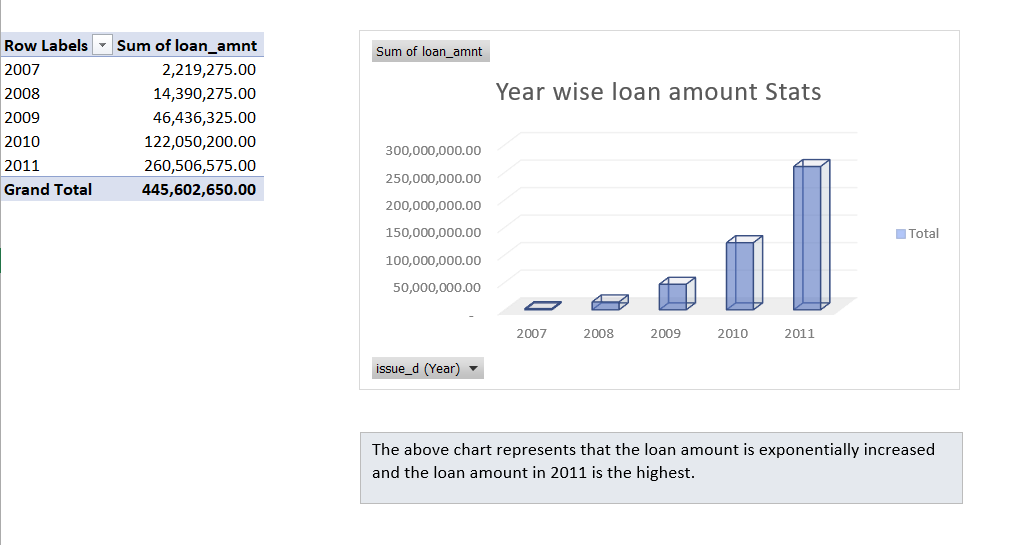 Row Labels Sum of loan_amnt
2007 2,219,275.00
2008 14,390,275.00
2009 46,436,325.00
2010 122,050,200.00
2011 260,506,575.00
Grand Total 445,602,650.00
Sum of loan_amnt
Year wise loan amount Stats
300,000,000.00
250,000,000.00
200,000,000.00
150,000,000.00
100,000,000.00
50,000,000.00
-
2007 2008 2009 2010 2011
Total
issue_d (Year)
The above chart represents that the loan amount is exponentially increased
and the loan amount in 2011 is the highest.